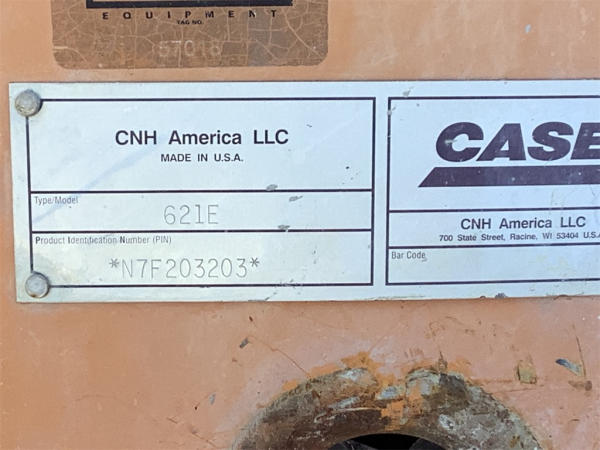 EQUIPMENT
TAG NO.
57018
CNH America LLC
MADE IN U.S.A.
Type/Model
621E
Product Identification Number (PIN)
*N7F203203*
CASE
CNH America LLC
700 State Street, Racine, WI 53404 U.S.A
Bar Code